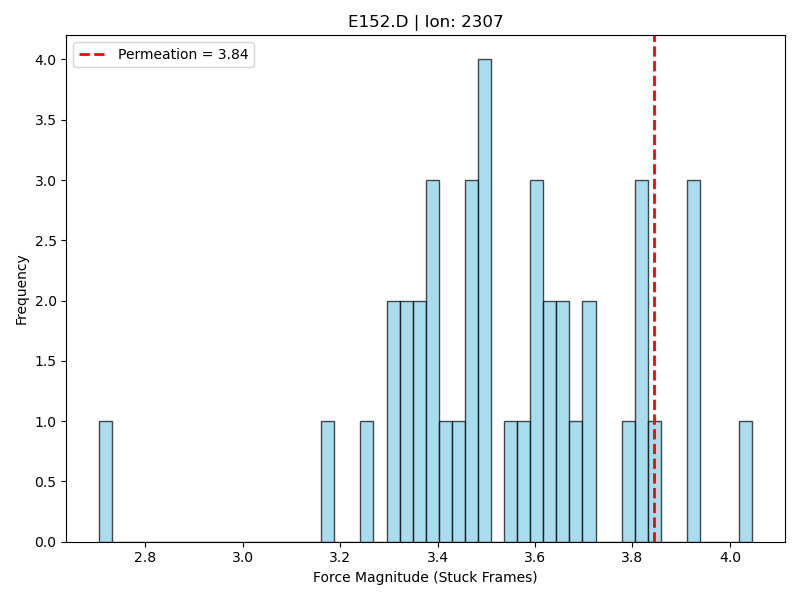 E152.D | Ion: 2307
Permeation = 3.84
4.0
3.5
3.0
2.5
2.0
1.5
1.0
0.5
0.0
Frequency
2.8 3.0 3.2 3.4 3.6 3.8 4.0
Force Magnitude (Stuck Frames)